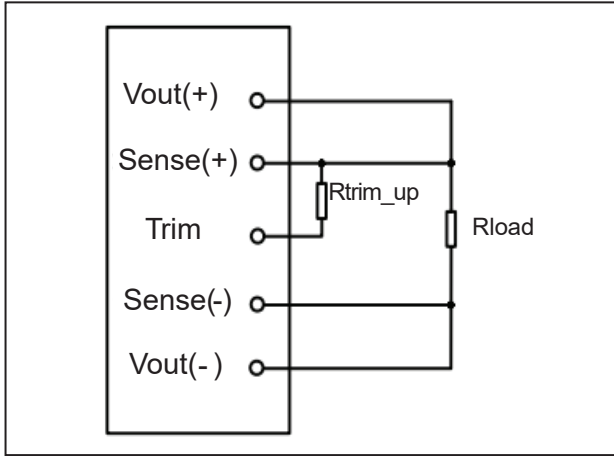 Vout(+)
Sense(+)
Rtrim_up
Trim
Rload
Sense(-)
Vout(-)